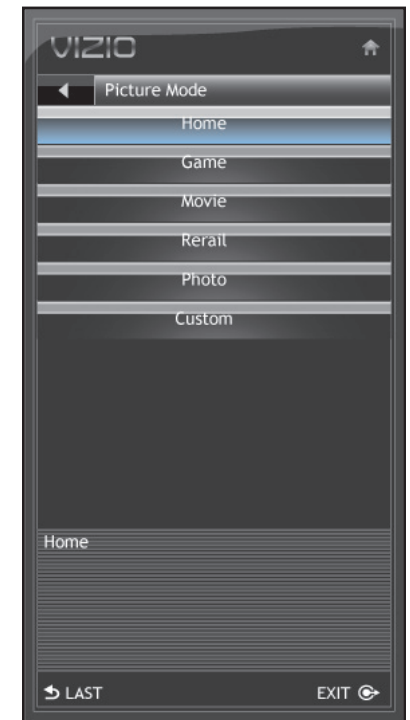 VIZIO
Picture Mode
Home
Game
Movie
Rerail
Photo
Custom
Home
LAST EXIT